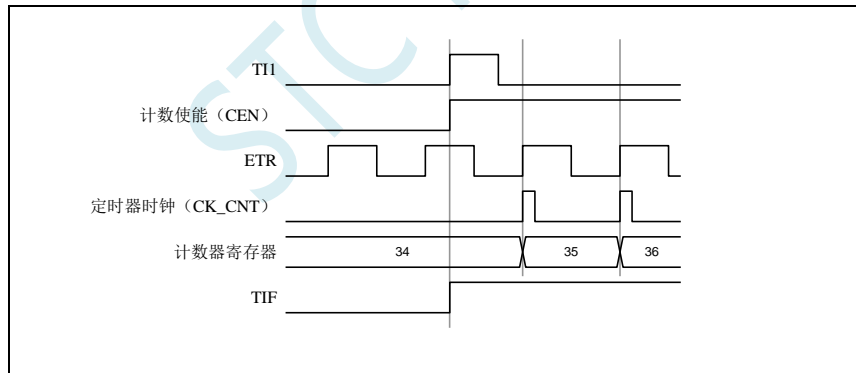 STC
TI1
计数使能（CEN）
ETR
定时器时钟（CK_CNT）
计数器寄存器 34 35 36
TIF